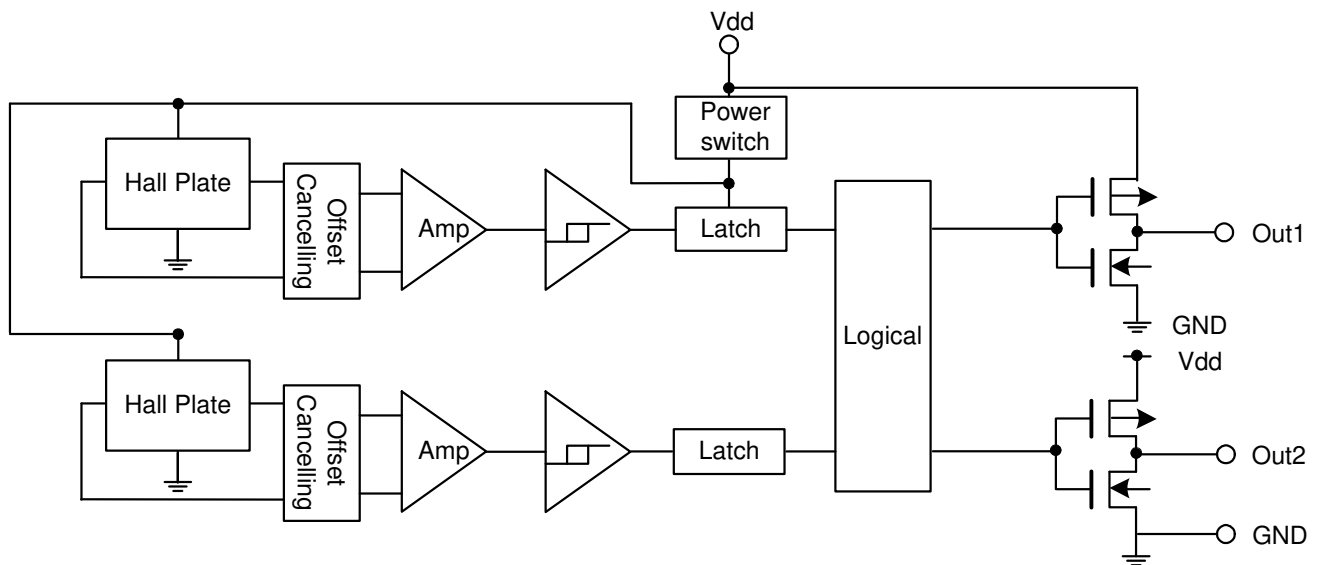 Vdd
Power
switch
Hall Plate
Offset
Cancelling
Amp
Latch
Out1
Logical
GND
Vdd
Hall Plate
Offset
Cancelling
Amp
Latch
Out2
GND